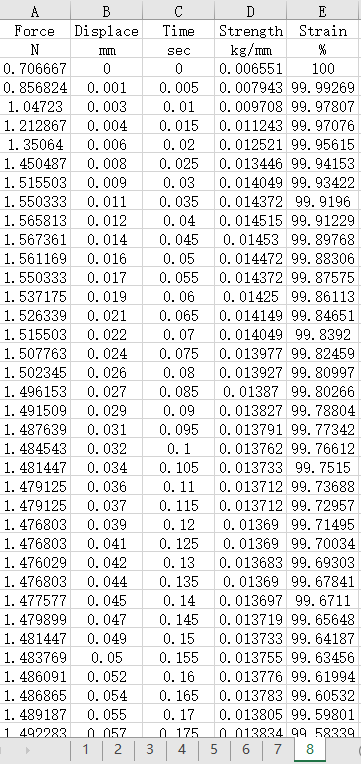 A B C D E
Force Displace Time Strength Strain
N mm sec kg/mm %
0.706667 0 0 0.006551 100
0.856824 0.001 0.005 0.007943 99.99269
1.04723 0.003 0.01 0.009708 99.97807
1.212867 0.004 0.015 0.011243 99.97076
1.35064 0.006 0.02 0.012521 99.95615
1.450487 0.008 0.025 0.013446 99.94153
1.515503 0.009 0.03 0.014049 99.93422
1.550333 0.011 0.035 0.014372 99.9196
1.565813 0.012 0.04 0.014515 99.91229
1.567361 0.014 0.045 0.01453 99.89768
1.561169 0.016 0.05 0.014472 99.88306
1.550333 0.017 0.055 0.014372 99.87575
1.537175 0.019 0.06 0.01425 99.86113
1.526339 0.021 0.065 0.014149 99.84651
1.515503 0.022 0.07 0.014049 99.8392
1.507763 0.024 0.075 0.013977 99.82459
1.502345 0.026 0.08 0.013927 99.80997
1.496153 0.027 0.085 0.01387 99.80266
1.491509 0.029 0.09 0.013827 99.78804
1.487639 0.031 0.095 0.013791 99.77342
1.484543 0.032 0.1 0.013762 99.76612
1.481447 0.034 0.105 0.013733 99.7515
1.479125 0.036 0.11 0.013712 99.73688
1.479125 0.037 0.115 0.013712 99.72957
1.476803 0.039 0.12 0.01369 99.71495
1.476803 0.041 0.125 0.01369 99.70034
1.476029 0.042 0.13 0.013683 99.69303
1.476803 0.044 0.135 0.01369 99.67841
1.477577 0.045 0.14 0.013697 99.6711
1.479899 0.047 0.145 0.013719 99.65648
1.481447 0.049 0.15 0.013733 99.64187
1.483769 0.05 0.155 0.013755 99.63456
1.486091 0.052 0.16 0.013776 99.61994
1.486865 0.054 0.165 0.013783 99.60532
1.489187 0.055 0.17 0.013805 99.59801
1.492283 0.057 0.175 0.013834 99.58339
1 2 3 4 5 6 7 8